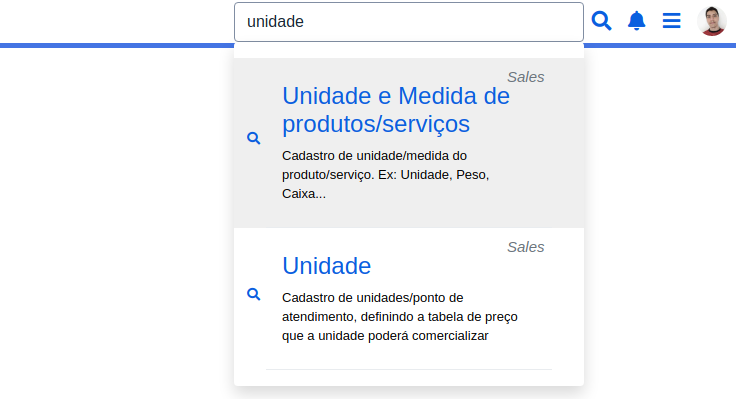 unidade
Sales
Unidade e Medida de
produtos/serviços
Cadastro de unidade/medida do
produto/serviço. Ex: Unidade, Peso,
Caixa...
Sales
Unidade
Cadastro de unidades/ponto de
atendimento, definindo a tabela de preço
que a unidade poderá comercializar